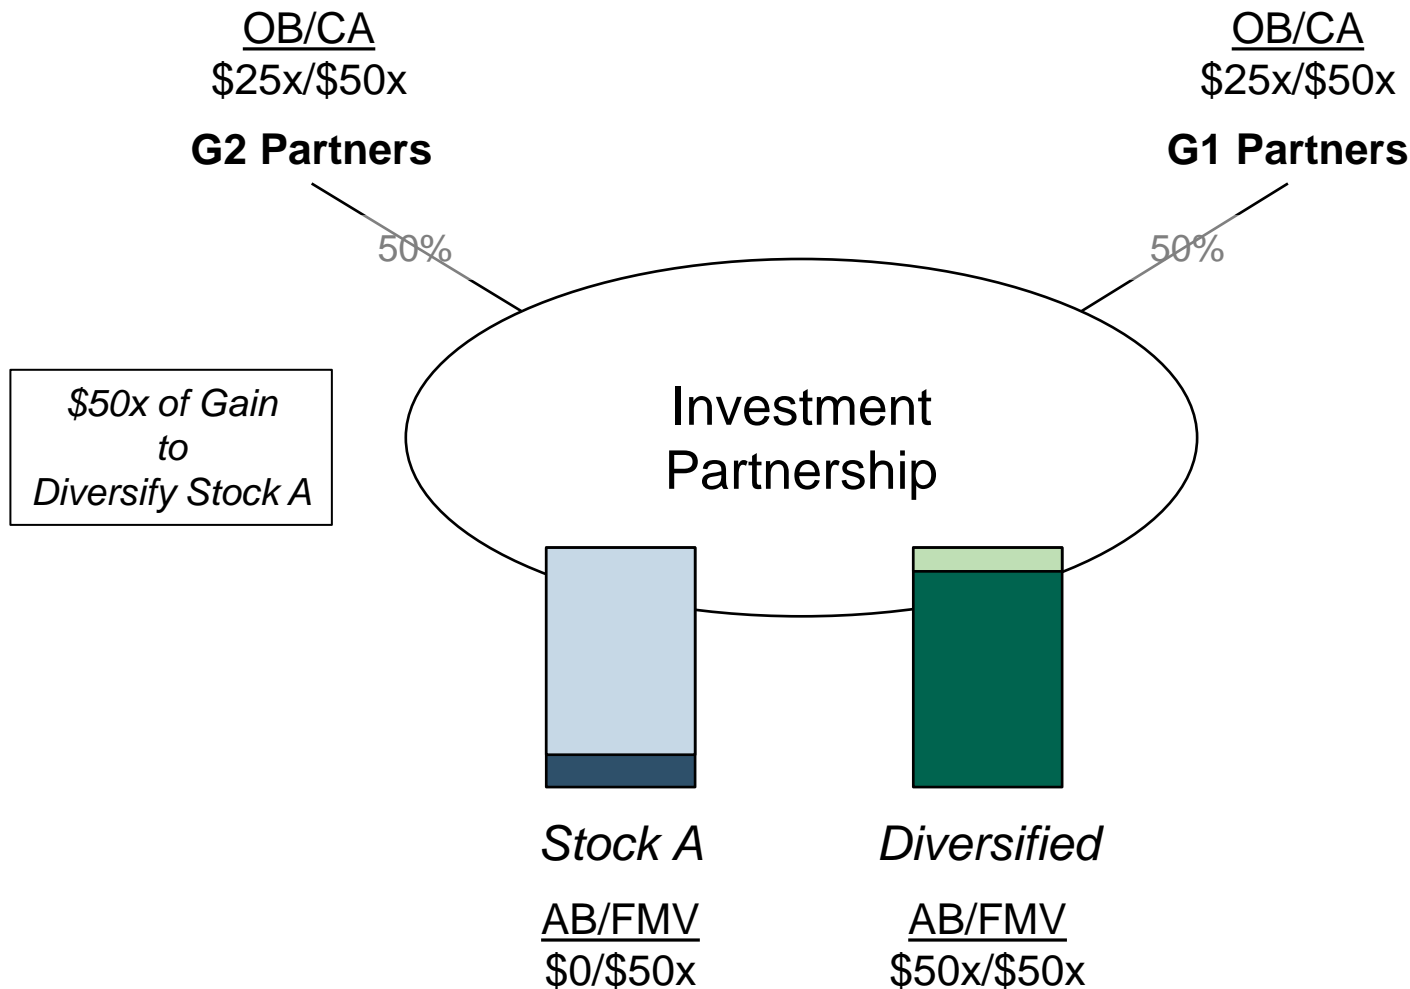 OB/CA
$25x/$50x
G2 Partners
OB/CA
$25x/$50x
G1 Partners
50%
50%
$50x of Gain
to
Diversify Stock A
Investment
Partnership
Stock A
AB/FMV
$0/$50x
Diversified
AB/FMV
$50x/$50x